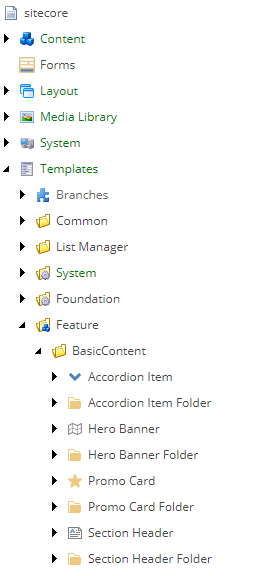 sitecore
Content
Forms
Layout
Media Library
System
Templates
Branches
Common
List Manager
System
Foundation
Feature
BasicContent
Accordion Item
Accordion Item Folder
Hero Banner
Hero Banner Folder
Promo Card
Promo Card Folder
Section Header
Section Header Folder